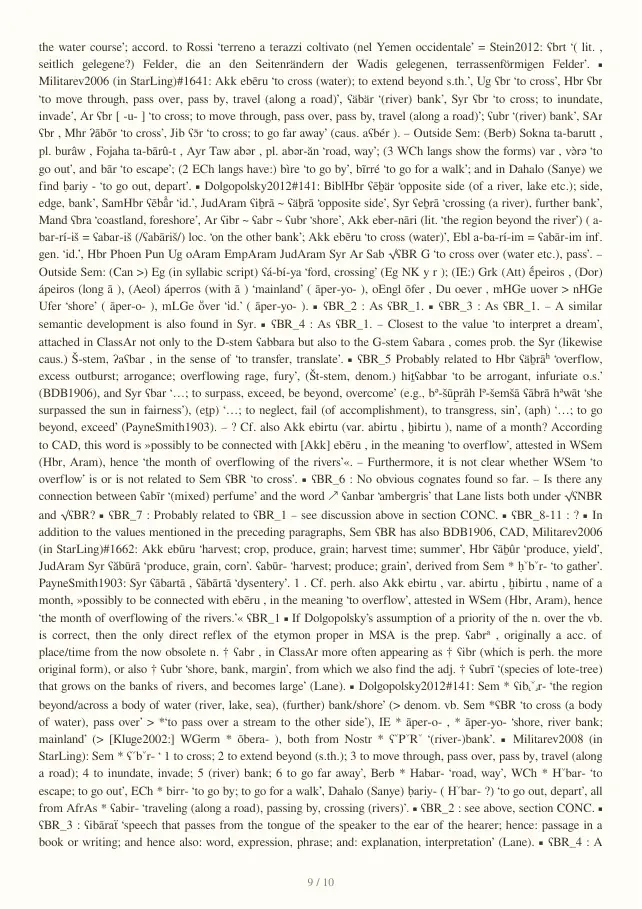 the water course’; accord. to Rossi ‘terreno a terazzi coltivato (nel Yemen occidentale’ = Stein2012: ʕbrt ‘( lit. ,
seitlich gelegene?) Felder, die an den Seitenrändern der Wadis gelegenen, terrassenförmigen Felder’. ▪
Militarev2006 (in StarLing)#1641: Akk ebēru ‘to cross (water); to extend beyond s.th.’, Ug ʕbr ‘to cross’, Hbr ʕbr
‘to move through, pass over, pass by, travel (along a road)’, ʕäbär ‘(river) bank’, Syr ʕbr ‘to cross; to inundate,
invade’, Ar ʕbr [ -u- ] ‘to cross; to move through, pass over, pass by, travel (along a road)’; ʕubr ‘(river) bank’, SAr
ʕbr , Mhr ʔābōr ‘to cross’, Jib ʕɔ̄r ‘to cross; to go far away’ (caus. aʕbér ). – Outside Sem: (Berb) Sokna ta-barutt ,
pl. burâw , Fojaha ta-bārû-t , Ayr Taw abər , pl. abər-ăn ‘road, way’; (3 WCh langs show the forms) var , və̀rə ‘to
go out’, and bār ‘to escape’; (2 ECh langs have:) bìre ‘to go by’, bīrré ‘to go for a walk’; and in Dahalo (Sanye) we
find ḅariy - ‘to go out, depart’. ▪ Dolgopolsky2012#141: BiblHbr ʕēḇär ‘opposite side (of a river, lake etc.); side,
edge, bank’, SamHbr ʕēbå̄r ‘id.’, JudAram ʕiḇrā ~ ʕäḇrā ‘opposite side’, Syr ʕeḇrā ‘crossing (a river), further bank’,
Mand ʕbra ‘coastland, foreshore’, Ar ʕibr ~ ʕabr ~ ʕubr ‘shore’, Akk eber-nāri (lit. ‘the region beyond the river’) ( a-
bar-rí-iš = ʕabar-iš (/ʕabāriš/) loc. ‘on the other bank’; Akk ebēru ‘to cross (water)’, Ebl a-ba-rí-im = ʕabār-im inf.
gen. ‘id.’, Hbr Phoen Pun Ug oAram EmpAram JudAram Syr Ar Sab √ʕBR G ‘to cross over (water etc.), pass’. –
Outside Sem: (Can >) Eg (in syllabic script) ʕá-bí-ya ‘ford, crossing’ (Eg NK y r ); (IE:) Grk (Att) ḗpeiros , (Dor)
ápeiros (long ā ), (Aeol) áperros (with ā ) ‘mainland’ ( āper-yo- ), oEngl ōfer , Du oever , mHGe uover > nHGe
Ufer ‘shore’ ( āper-o- ), mLGe ȫver ‘id.’ ( āper-yo- ). ▪ ʕBR_2 : As ʕBR_1. ▪ ʕBR_3 : As ʕBR_1. – A similar
semantic development is also found in Syr. ▪ ʕBR_4 : As ʕBR_1. – Closest to the value ‘to interpret a dream’,
attached in ClassAr not only to the D-stem ʕabbara but also to the G-stem ʕabara , comes prob. the Syr (likewise
caus.) Š-stem, ʔaʕbar , in the sense of ‘to transfer, translate’. ▪ ʕBR_5 Probably related to Hbr ʕäḇrāʰ ‘overflow,
excess outburst; arrogance; overflowing rage, fury’, (Št-stem, denom.) hiṯʕabbar ‘to be arrogant, infuriate o.s.’
(BDB1906), and Syr ʕbar ‘…; to surpass, exceed, be beyond, overcome’ (e.g., bᵊ-šūp̄rāh lᵊ-šemšā ʕābrā hᵊwāt ‘she
surpassed the sun in fairness’), (eṯp) ‘…; to neglect, fail (of accomplishment), to transgress, sin’, (aph) ‘…; to go
beyond, exceed’ (PayneSmith1903). – ? Cf. also Akk ebirtu (var. abirtu , ḫibirtu ), name of a month? According
to CAD, this word is »possibly to be connected with [Akk] ebēru , in the meaning ‘to overflow’, attested in WSem
(Hbr, Aram), hence ‘the month of overflowing of the rivers’«. – Furthermore, it is not clear whether WSem ‘to
overflow’ is or is not related to Sem ʕBR ‘to cross’. ▪ ʕBR_6 : No obvious cognates found so far. – Is there any
connection between ʕabīr ‘(mixed) perfume’ and the word ↗ ʕanbar ‘ambergris’ that Lane lists both under √ʕNBR
and √ʕBR? ▪ ʕBR_7 : Probably related to ʕBR_1 – see discussion above in section CONC. ▪ ʕBR_8-11 : ? ▪ In
addition to the values mentioned in the preceding paragraphs, Sem ʕBR has also BDB1906, CAD, Militarev2006
(in StarLing)#1662: Akk ebūru ‘harvest; crop, produce, grain; harvest time; summer’, Hbr ʕāḇûr ‘produce, yield’,
JudAram Syr ʕăbūrā ‘produce, grain, corn’. ʕabūr- ‘harvest; produce; grain’, derived from Sem * ḥ˘b˘r- ‘to gather’.
PayneSmith1903: Syr ʕābartā , ʕābārtā ‘dysentery’. 1 . Cf. perh. also Akk ebirtu , var. abirtu , ḫibirtu , name of a
month, »possibly to be connected with ebēru , in the meaning ‘to overflow’, attested in WSem (Hbr, Aram), hence
‘the month of overflowing of the rivers.’« ʕBR_1 ▪ If Dolgopolsky’s assumption of a priority of the n. over the vb.
is correct, then the only direct reflex of the etymon proper in MSA is the prep. ʕabrᵃ , originally a acc. of
place/time from the now obsolete n. † ʕabr , in ClassAr more often appearing as † ʕibr (which is perh. the more
original form), or also † ʕubr ‘shore, bank, margin’, from which we also find the adj. † ʕubrī ‘(species of lote-tree)
that grows on the banks of rivers, and becomes large’ (Lane). ▪ Dolgopolsky2012#141: Sem * ʕib˻˘˼r- ‘the region
beyond/across a body of water (river, lake, sea), (further) bank/shore’ (> denom. vb. Sem *ʕBR ‘to cross (a body
of water), pass over’ > *‘to pass over a stream to the other side’), IE * āper-o- , * āper-yo- ‘shore, river bank;
mainland’ (> [Kluge2002:] WGerm * ōbera- ), both from Nostr * ʕ˘P˘R˘ ‘(river-)bank’. ▪ Militarev2008 (in
StarLing): Sem * ʕ˘b˘r- ‘ 1 to cross; 2 to extend beyond (s.th.); 3 to move through, pass over, pass by, travel (along
a road); 4 to inundate, invade; 5 (river) bank; 6 to go far away’, Berb * Habar- ‘road, way’, WCh * H˘bar- ‘to
escape; to go out’, ECh * birr- ‘to go by; to go for a walk’, Dahalo (Sanye) ḅariy- ( H˘bar- ?) ‘to go out, depart’, all
from AfrAs * ʕabir- ‘traveling (along a road), passing by, crossing (rivers)’. ▪ ʕBR_2 : see above, section CONC. ▪
ʕBR_3 : ʕibāraẗ ‘speech that passes from the tongue of the speaker to the ear of the hearer; hence: passage in a
book or writing; and hence also: word, expression, phrase; and: explanation, interpretation’ (Lane). ▪ ʕBR_4 : A
9 / 10